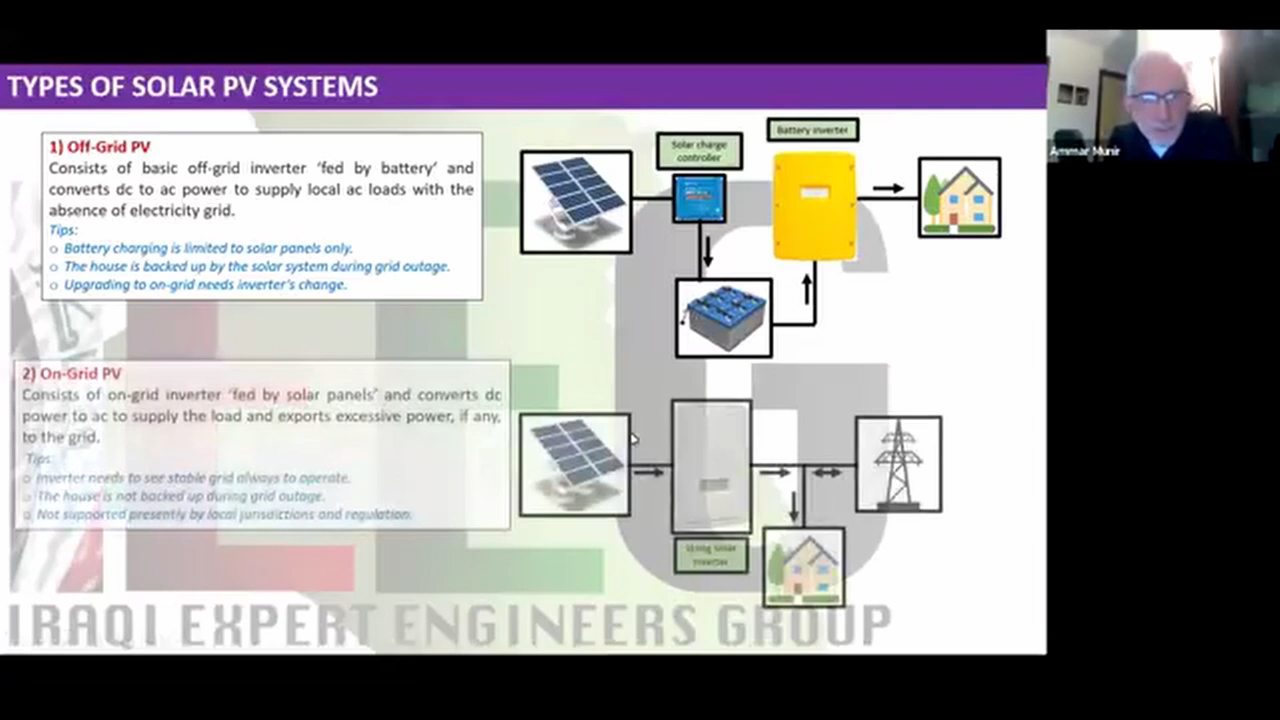 TYPES OF SOLAR PV SYSTEMS
1) Off-Grid PV
Consists of basic off-grid inverter ‘fed by battery’ and
converts dc to ac power to supply local ac loads with the
absence of electricity grid.
Tips:
o Battery charging is limited to solar panels only.
o The house is backed up by the solar system during grid outage.
o Upgrading to on-grid needs inverter’s change.
Solar charge
controller
Battery inverter
2) On-Grid PV
Consists of on-grid inverter ‘fed by solar panels’ and converts dc
power to ac to supply the load and exports excessive power, if any,
to the grid.
Tips:
o Inverter needs to see stable grid always to operate.
o The house is not backed up during grid outage.
o Not supported presently by local jurisdictions and regulation.
String solar
inverter
IRAQI EXPERT ENGINEERS GROUP
Ammar Munir